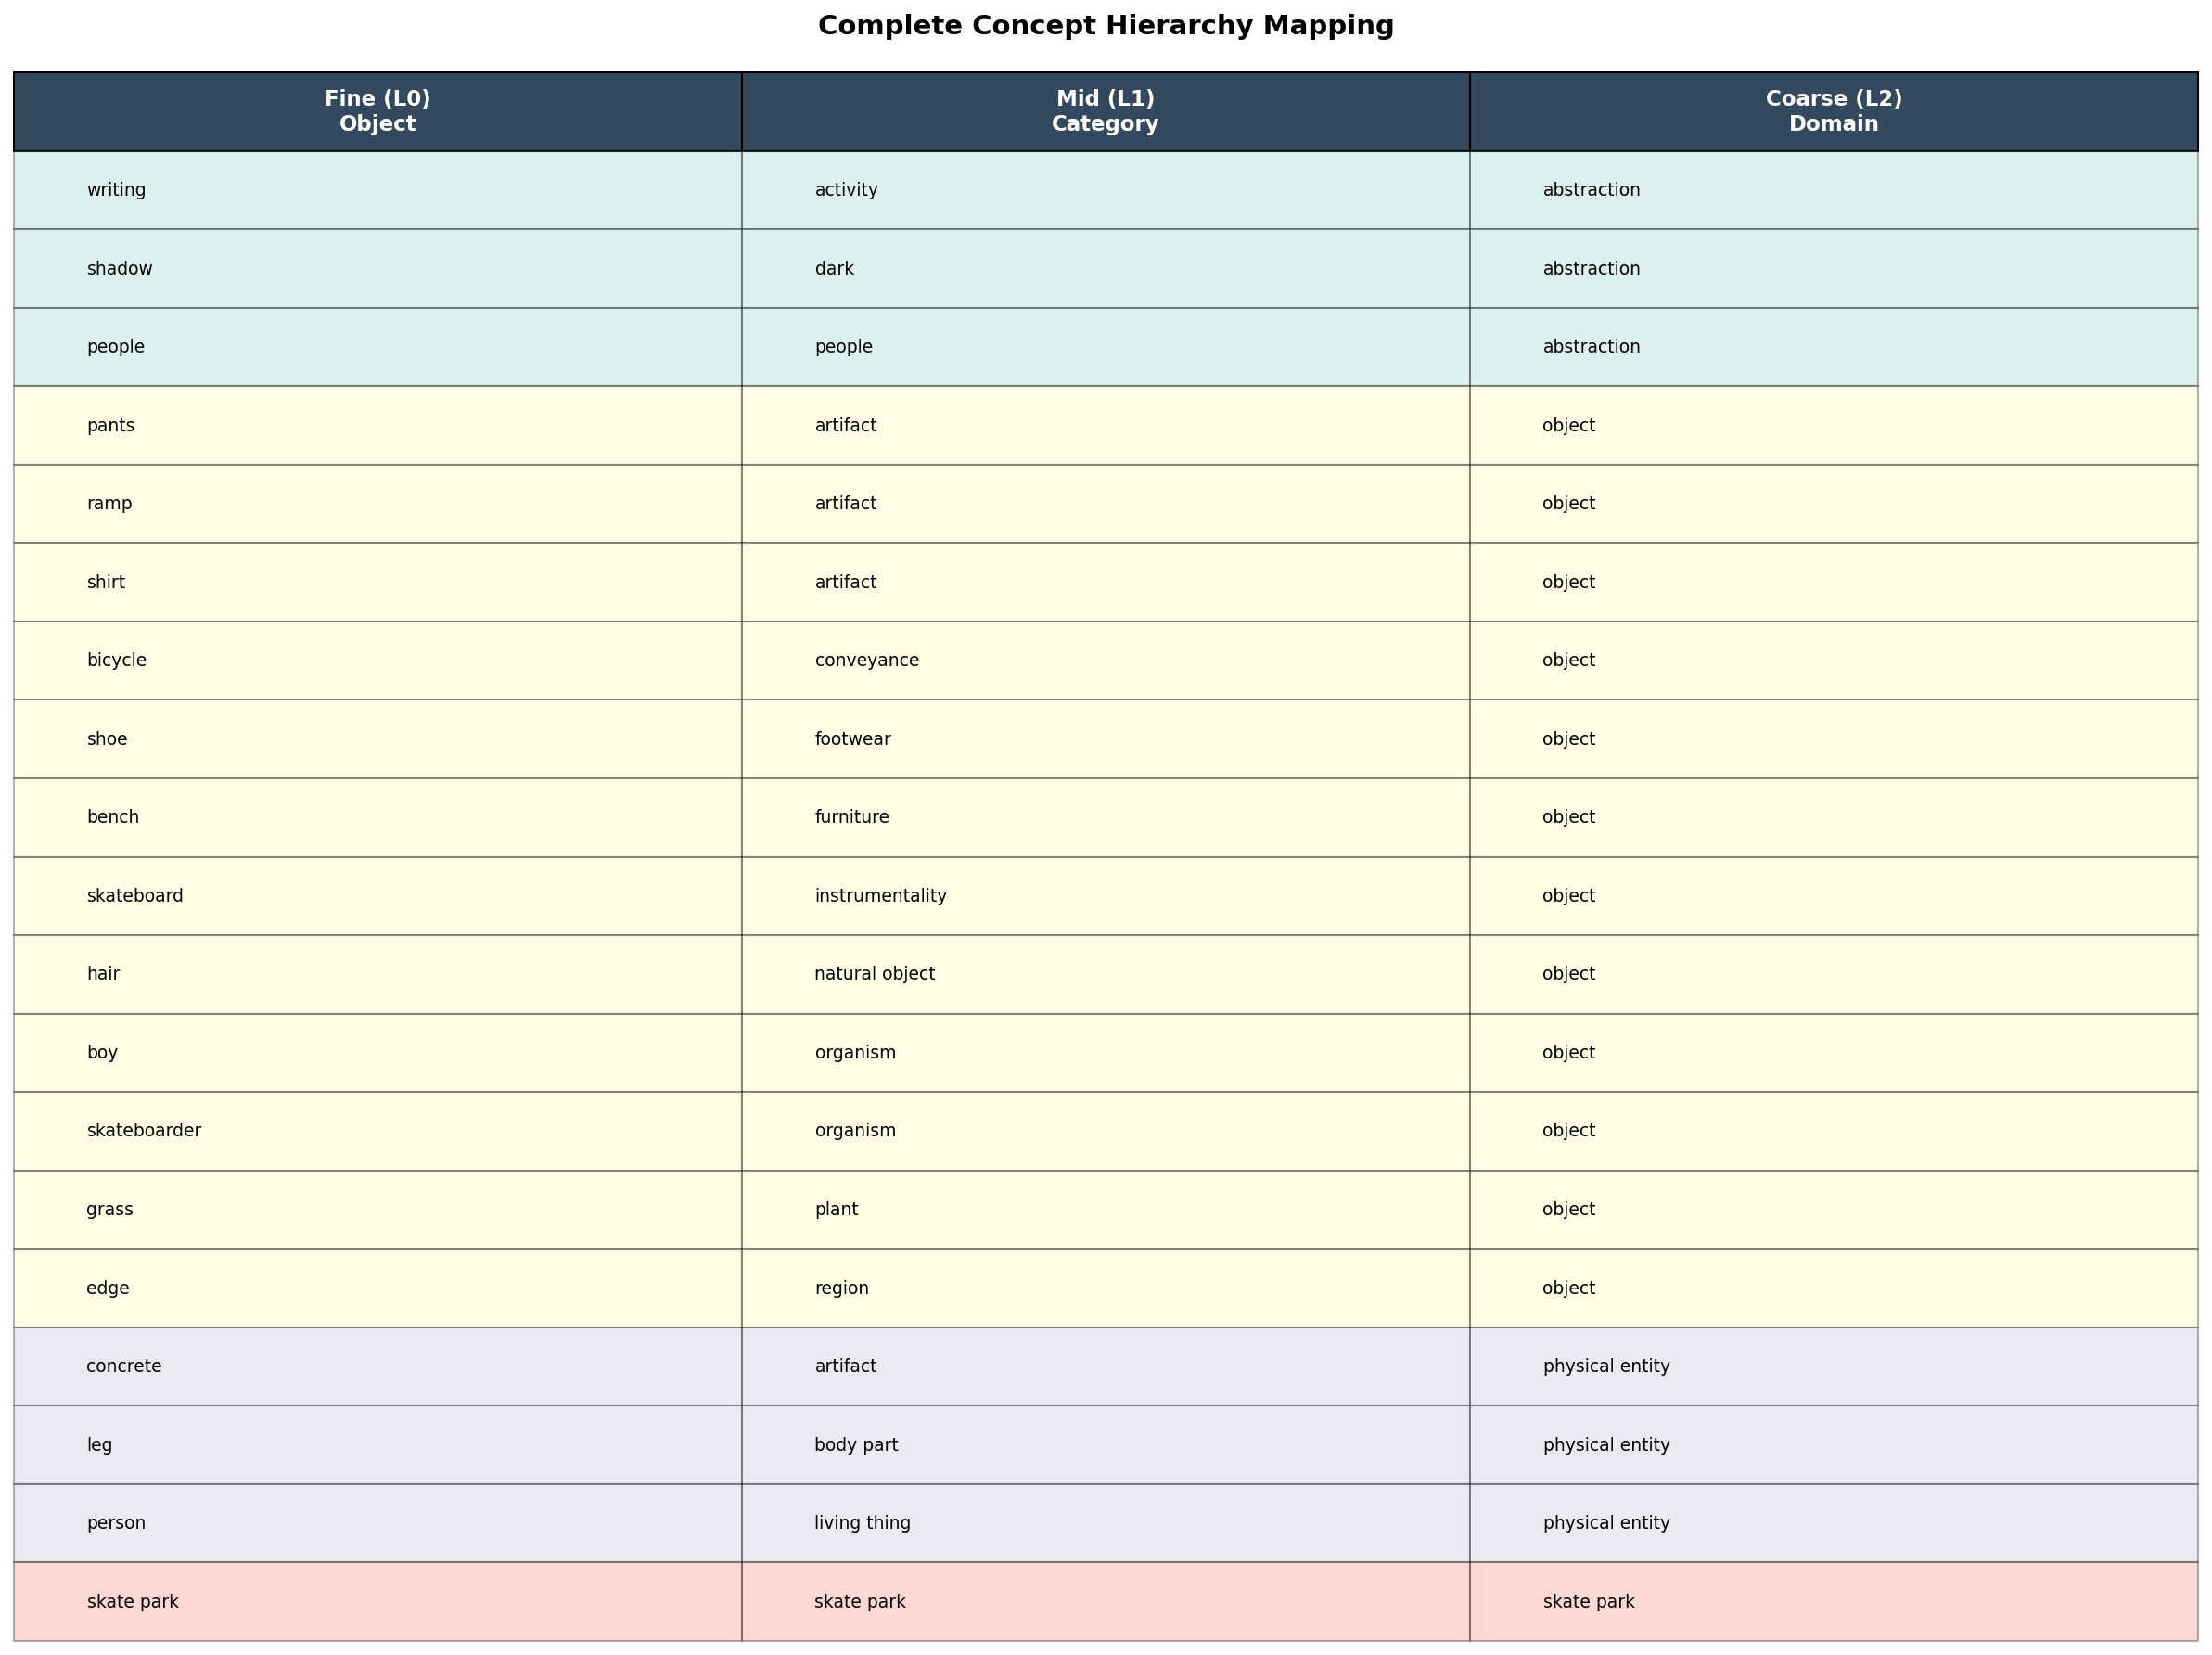 Complete Concept Hierarchy Mapping
Fine (L0) Mid (L1) Coarse (L2)
Object Category Domain
writing activity abstraction
shadow dark abstraction
people people abstraction
pants artifact object
ramp artifact object
shirt artifact object
bicycle conveyance object
shoe footwear object
bench furniture object
skateboard instrumentality object
hair natural object object
boy organism object
skateboarder organism object
grass plant object
edge region object
concrete artifact physical entity
leg body part physical entity
person living thing physical entity
skate park skate park skate park